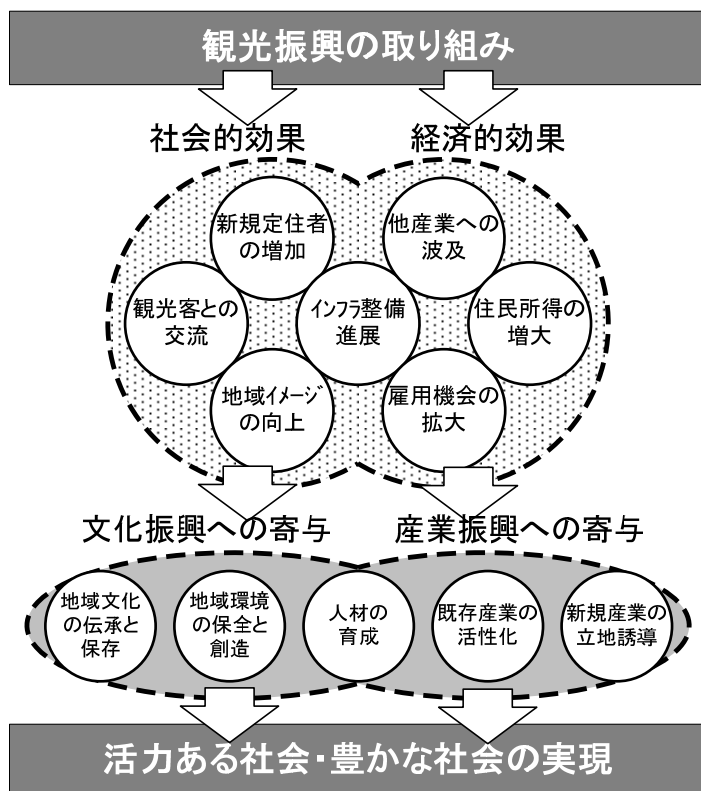 観光振興の取り組み
社会的効果
経済的効果
新規定住者
の増加
他産業への
波及
観光客との
交流
インフラ整備
進展
住民所得の
増大
地域イメージ
の向上
雇用機会の
拡大
文化振興への寄与
産業振興への寄与
地域文化
の伝承と
保存
地域環境
の保全と
創造
人材の
育成
既存産業の
活性化
新規産業の
立地誘導
活力ある社会・豊かな社会の実現